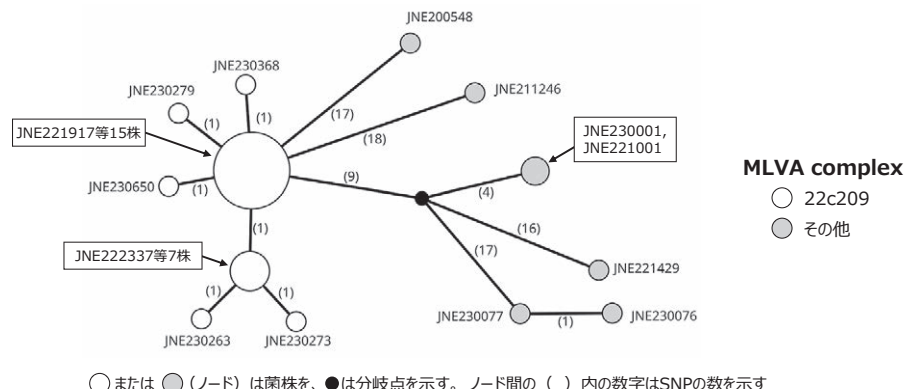 JNE200548
JNE230368
JNE230279
JNE211246
(1)
(1)
(17)
(18)
JNE221917等15株
JNE230001,
JNE221001
MLVA complex
22c209
その他
JNE230650
(1)
(9)
(4)
(1)
(16)
(17)
JNE222337等7株
JNE221429
(1)
(1)
JNE230263
JNE230273
JNE230077
(1)
JNE230076
◯または ◯(ノード)は菌株を、●は分岐点を示す。ノード間の( )内の数字はSNPの数を示す